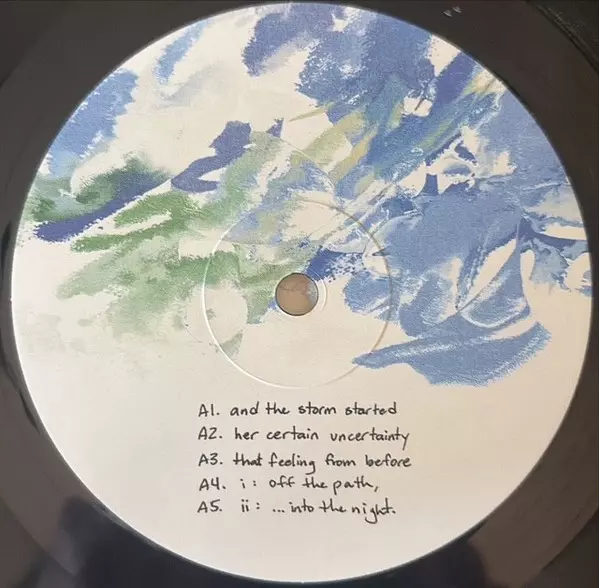 A1. and the storm started
A2. her certain uncertainty
A3. that feeling from before
A4. i: off the path,
A5. ii: ...into the night.